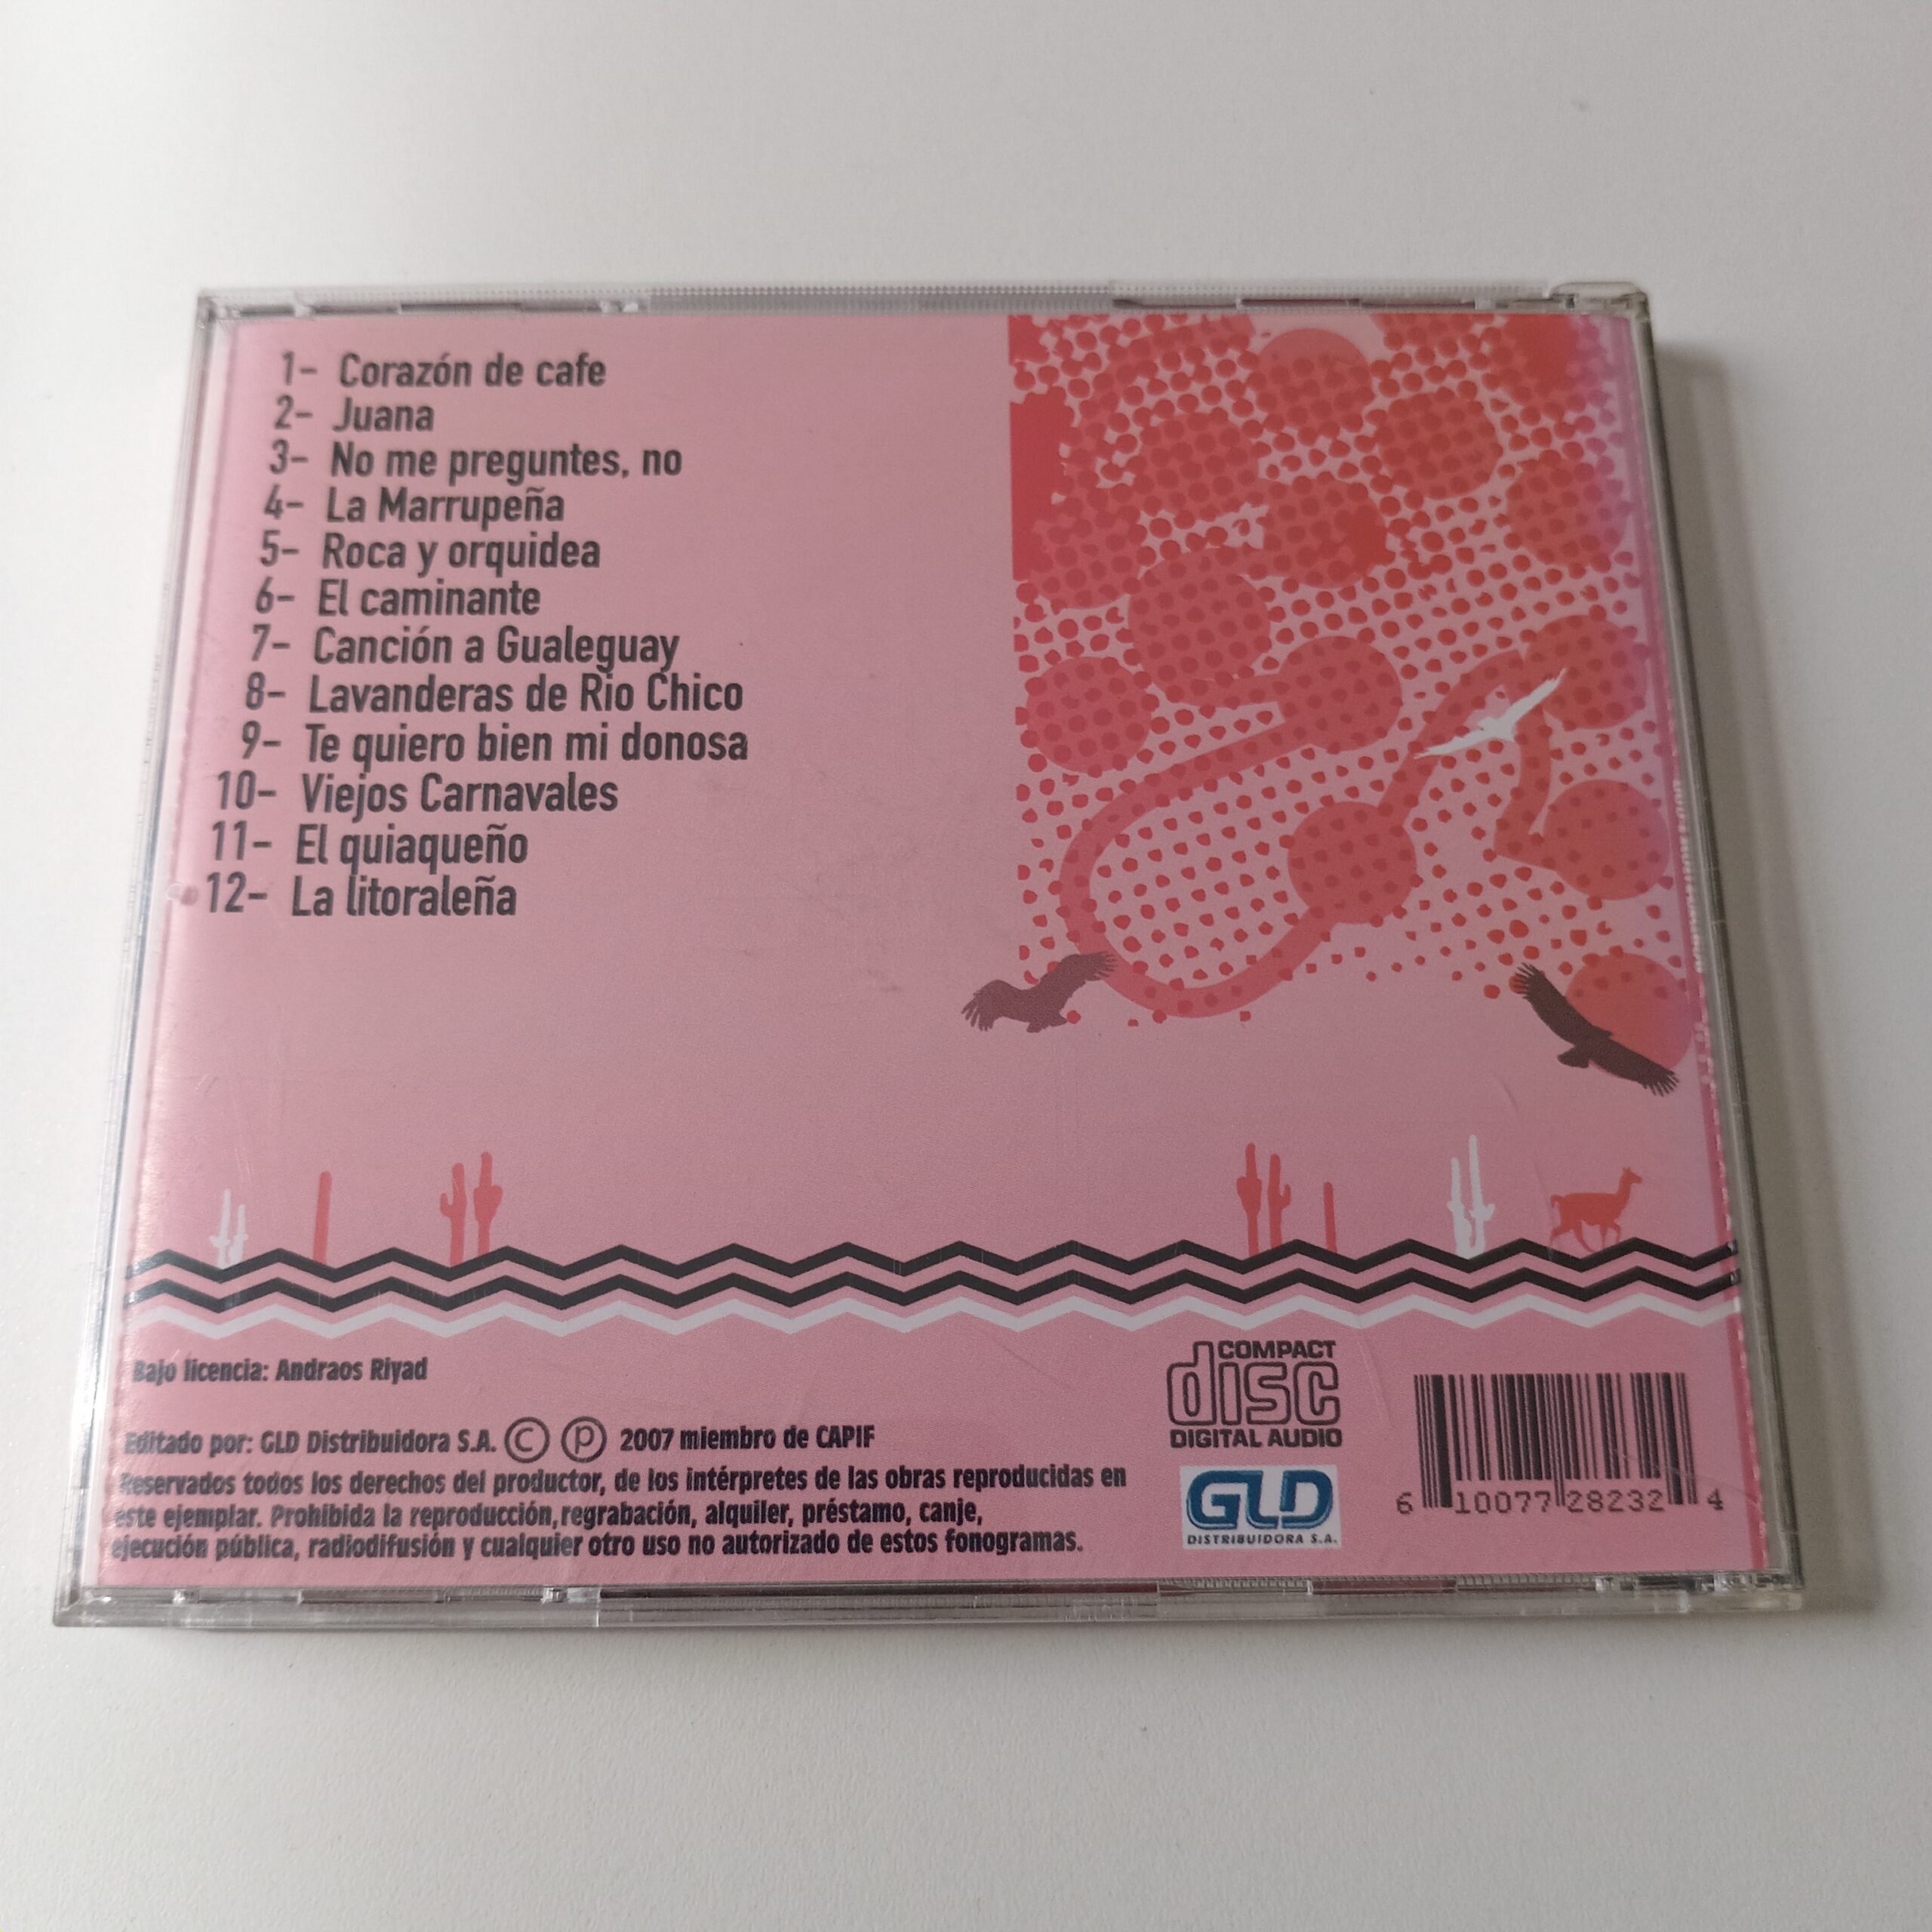 1- Corazón de cafe
2- Juana
3- No me preguntes, no
4- La Marrupeña
5- Roca y orquidea
6- El caminante
7- Canción a Gualeguay
8- Lavanderas de Rio Chico
9- Te quiero bien mi donosa
10- Viejos Carnavales
11- El quiaqueño
12- La litoraleña
Bajo licencia: Andraos Riyad
Editado por: GLD Distribuidora S.A. © ℗ 2007 miembro de CAPIF
Reservados todos los derechos del productor, de los intérpretes de las obras reproducidas en
este ejemplar. Prohibida la reproducción, regrabación, alquiler, préstamo, canje,
ejecución pública, radiodifusión y cualquier otro uso no autorizado de estos fonogramas.
COMPACT
disc
DIGITAL AUDIO
GLD
DISTRIBUIDORA S.A.
6 10077 28232 4